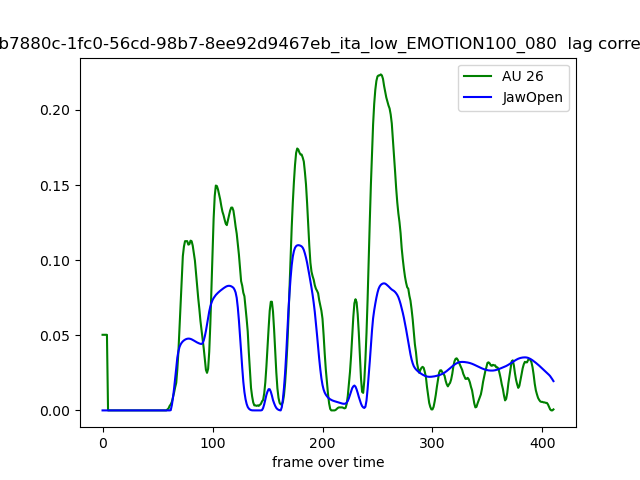 b7880c-1fc0-56cd-98b7-8ee92d9467eb_ita_low_EMOTION100_080 lag corre
AU 26
JawOpen
0.20
0.15
0.10
0.05
0.00
0 100 200 300 400
frame over time